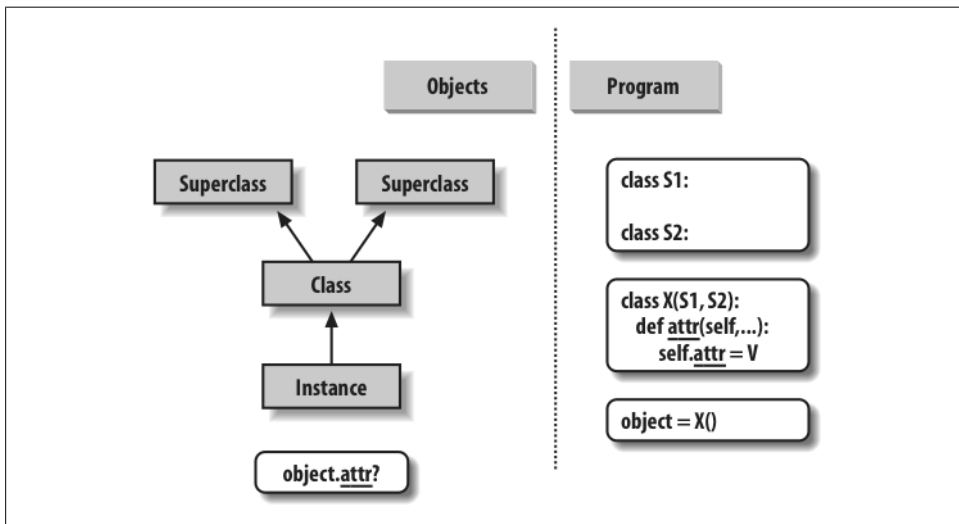 Objects
Program
Superclass
Superclass
Class
Instance
object.attr?
class S1:
class S2:
class X(S1, S2):
def attr(self,...):
self.attr = V
object = X()